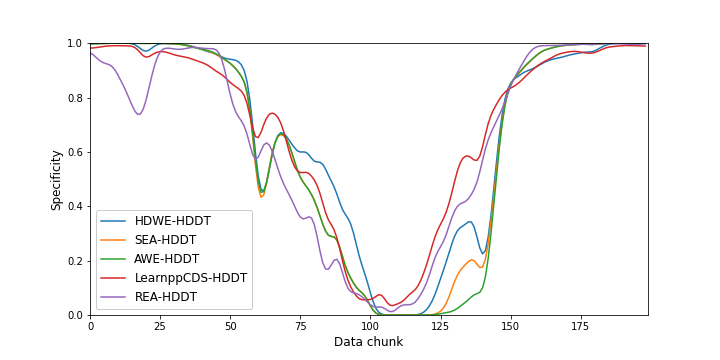 1.0
0.8
0.6
0.4
0.2
0.0
Specificity
HDWE-HDDT
SEA-HDDT
AWE-HDDT
LearnppCDS-HDDT
REA-HDDT
0 25 50 75 100 125 150 175
Data chunk